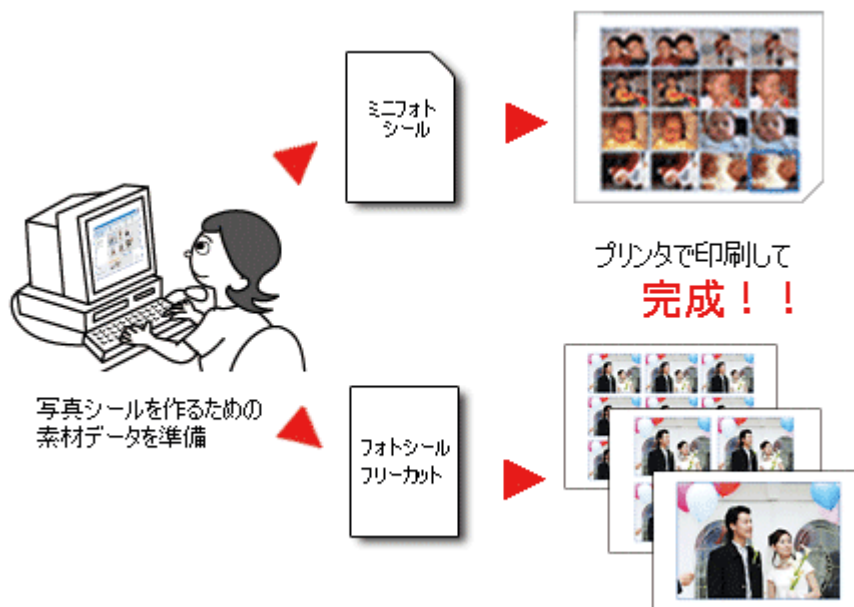 ミニフォト
シール
プリンタで印刷して
完成！！
写真シールを作るための
素材データを準備
フォトシール
フリーカット